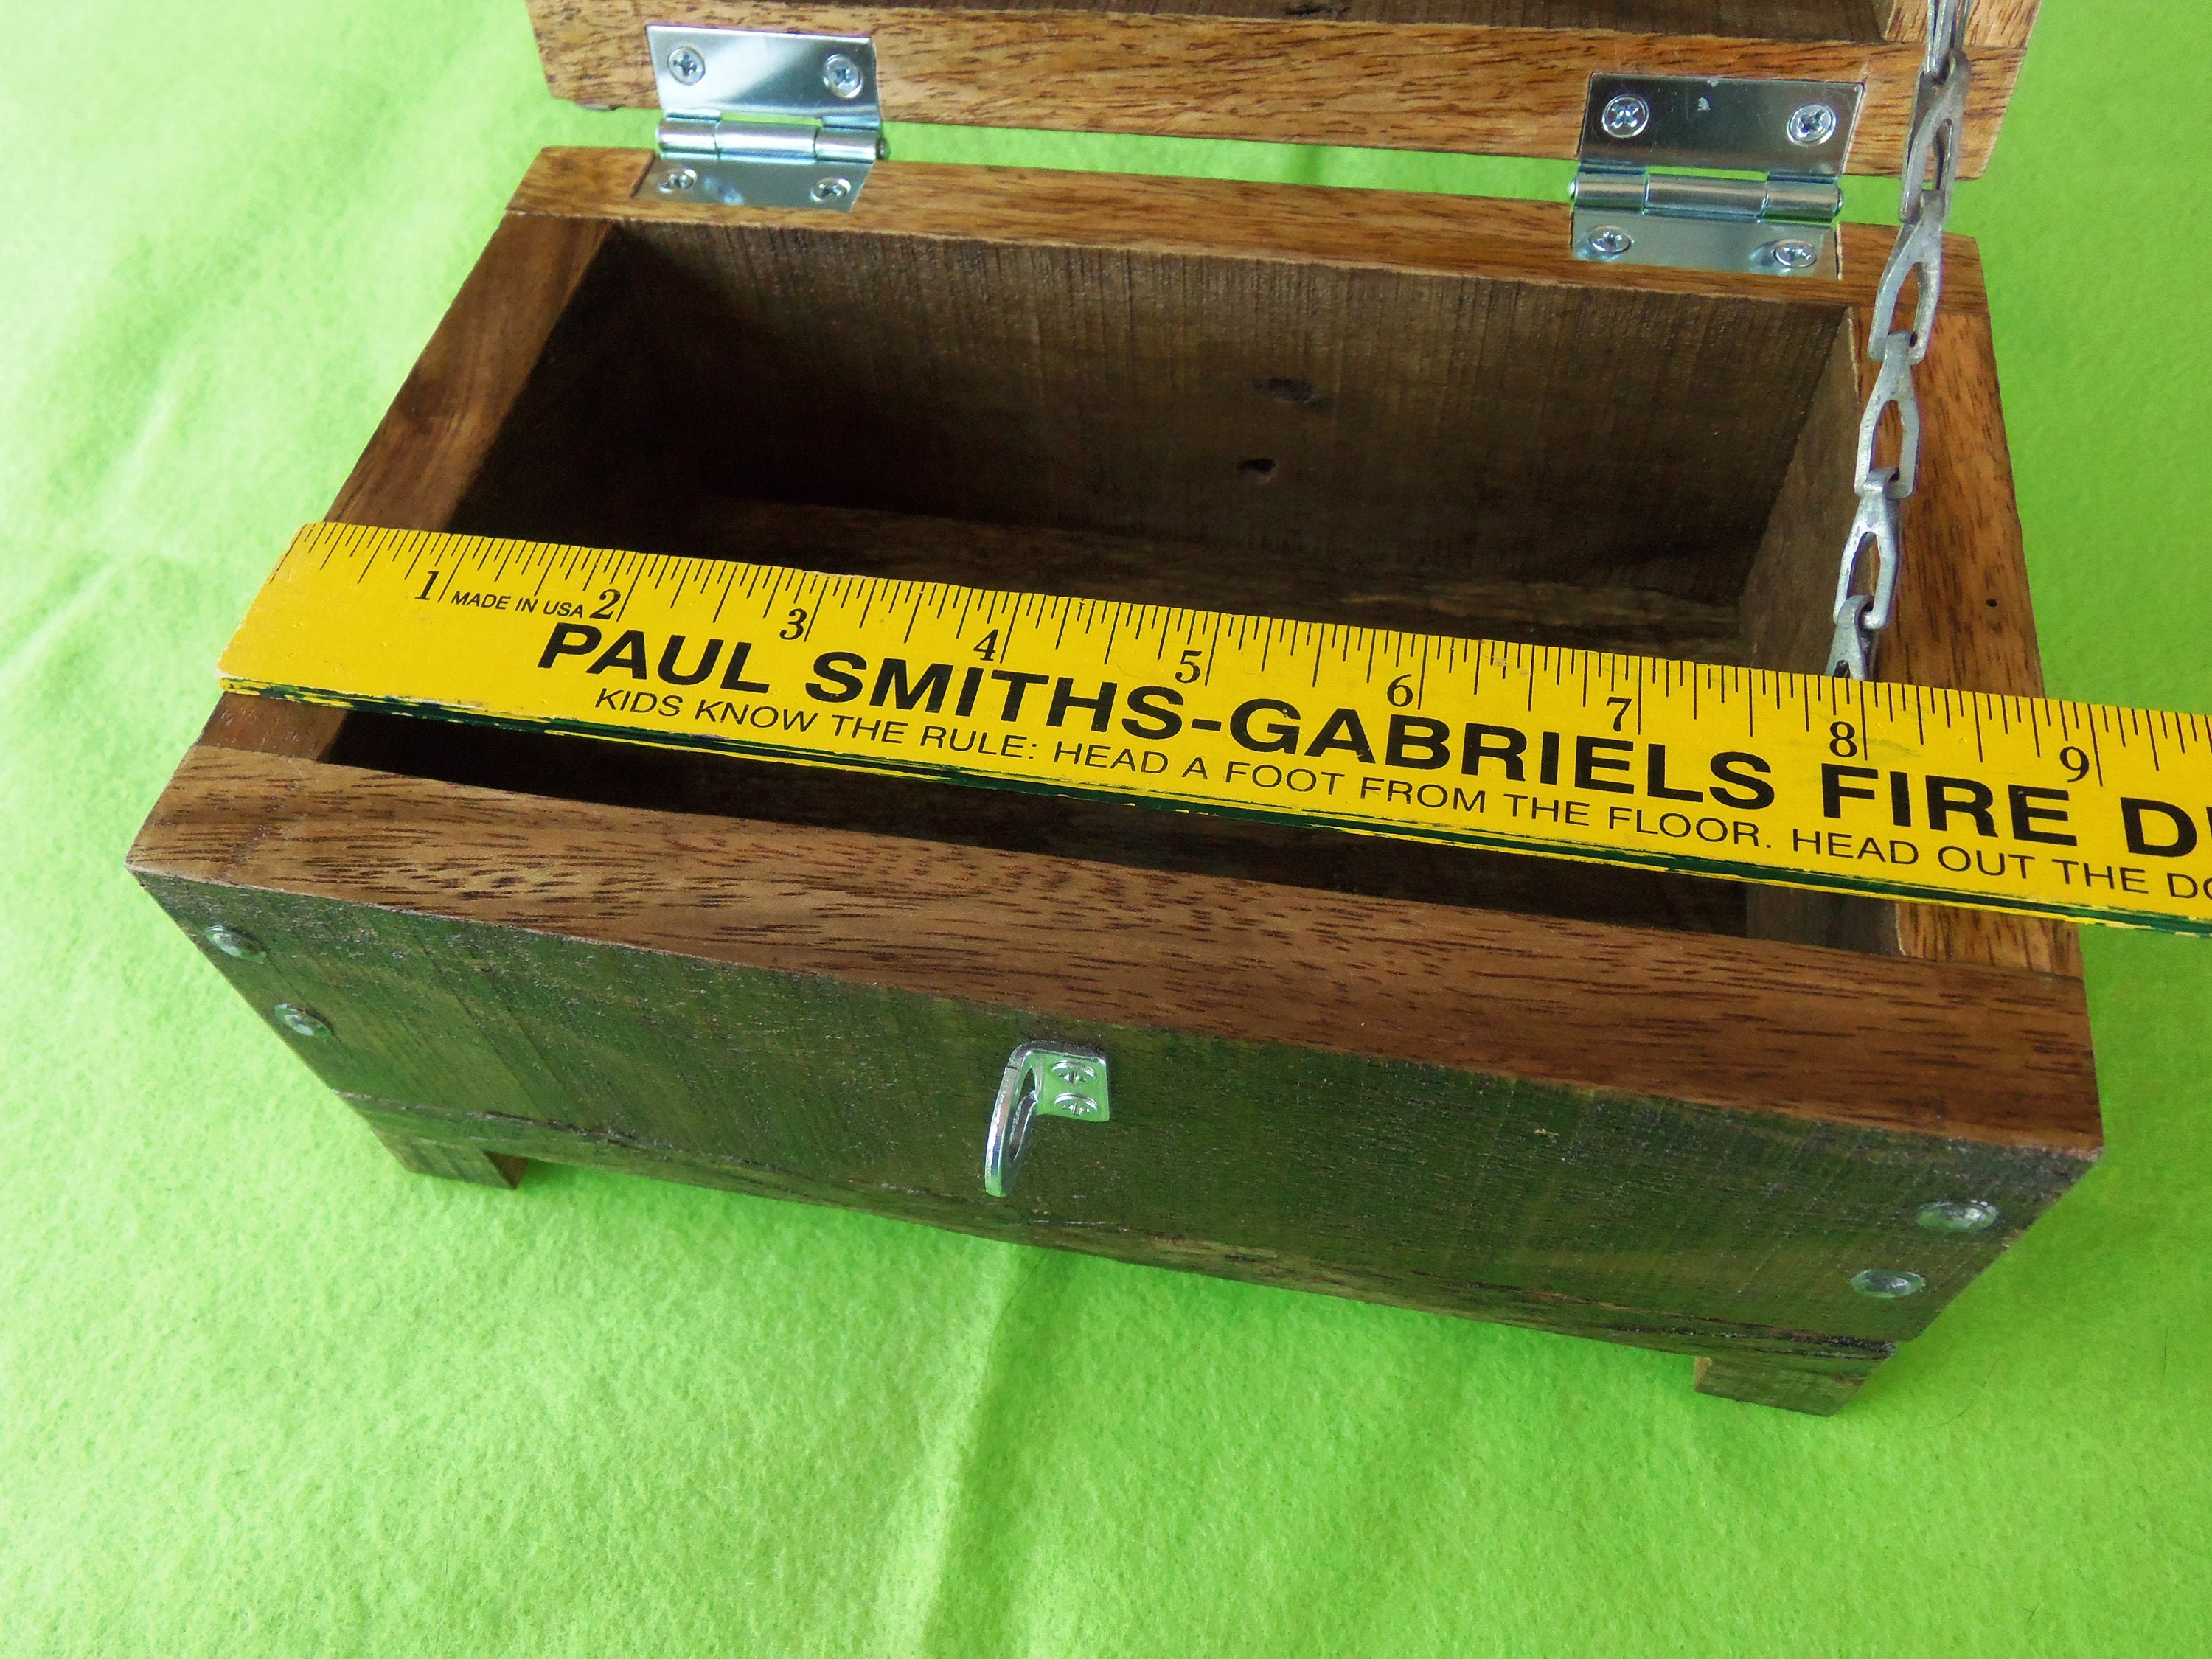 1 MADE IN USA 2 3 4 5 6 7 8 9
PAUL SMITHS-GABRIELS FIRE
KIDS KNOW THE RULE: HEAD A FOOT FROM THE FLOOR. HEAD OUT THE